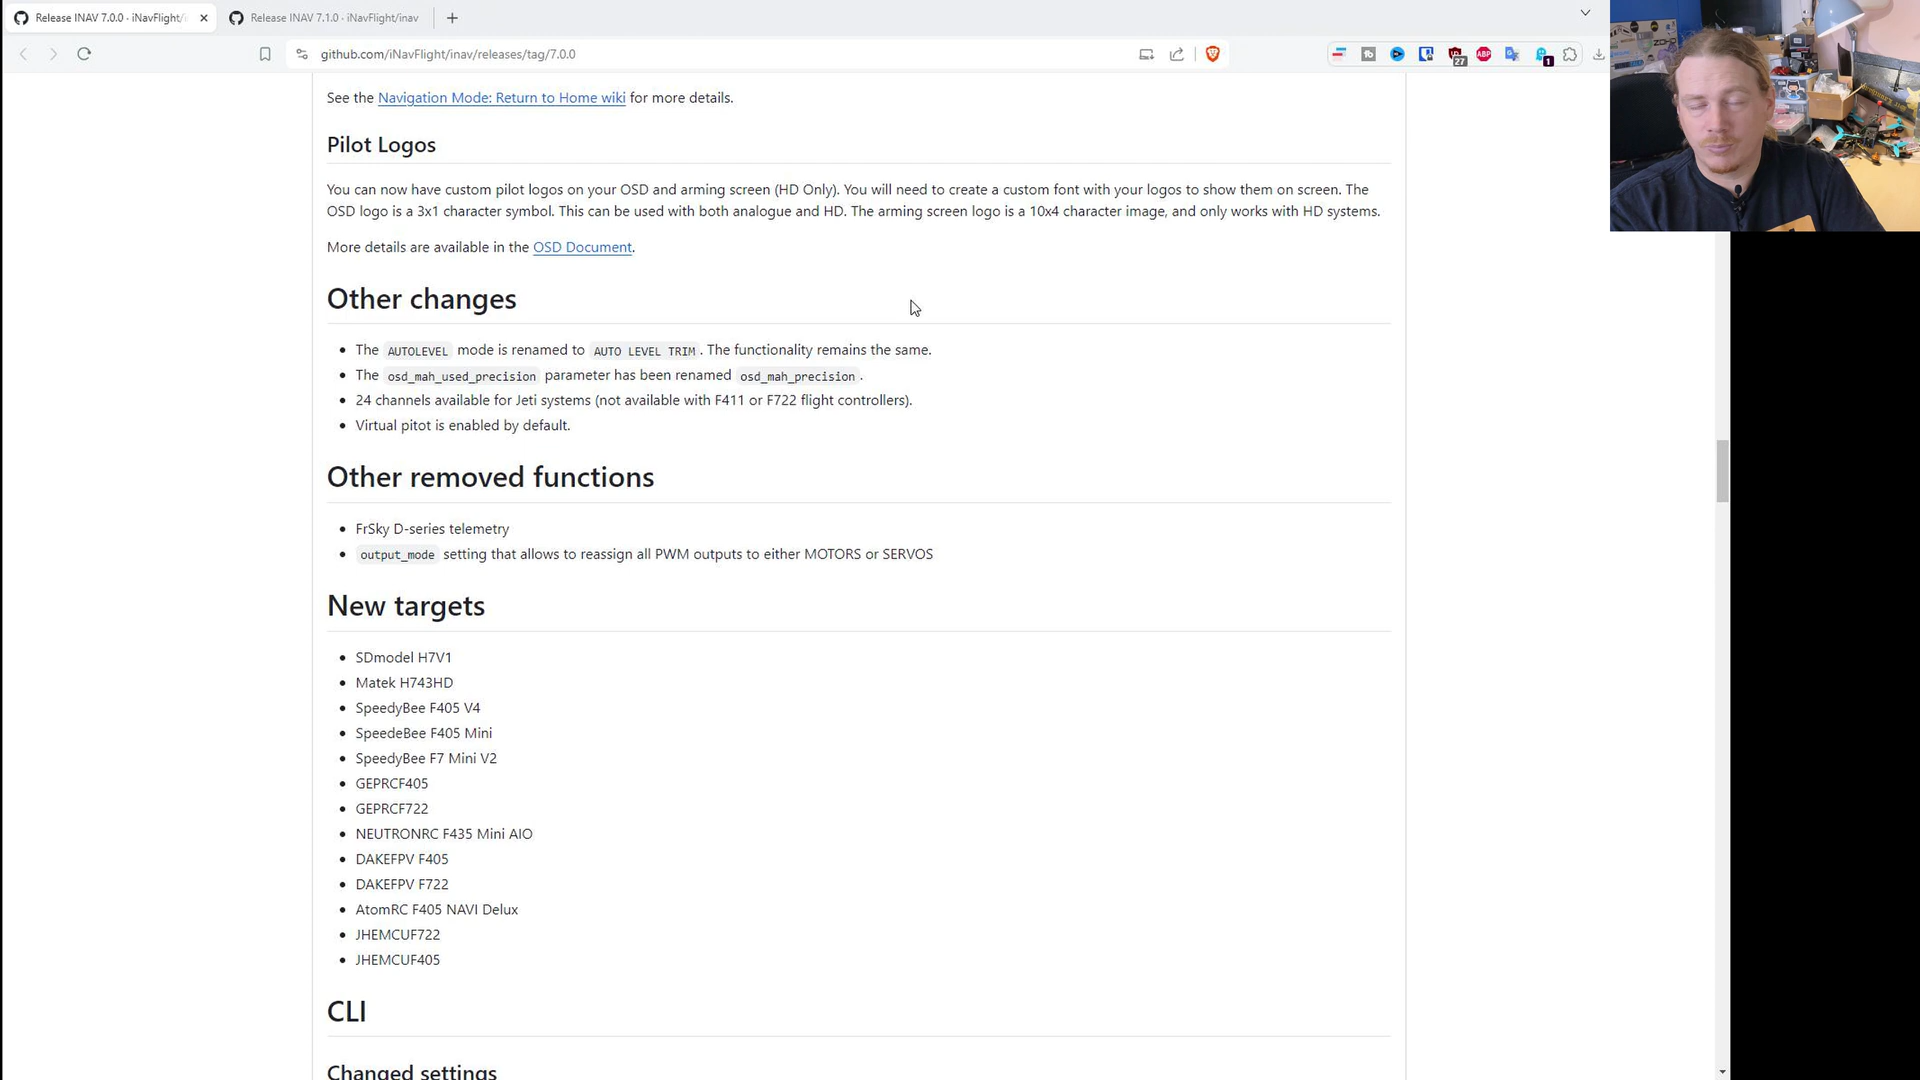 Release INAV 7.0.0 · iNavFlight/i
Release INAV 7.1.0 · iNavFlight/inav
github.com/iNavFlight/inav/releases/tag/7.0.0
27
ABP
1
See the Navigation Mode: Return to Home wiki for more details.
Pilot Logos
You can now have custom pilot logos on your OSD and arming screen (HD Only). You will need to create a custom font with your logos to show them on screen. The
OSD logo is a 3x1 character symbol. This can be used with both analogue and HD. The arming screen logo is a 10x4 character image, and only works with HD systems.
More details are available in the OSD Document.
Other changes
The AUTOLEVEL mode is renamed to AUTO LEVEL TRIM. The functionality remains the same.
The osd_mah_used_precision parameter has been renamed osd_mah_precision.
24 channels available for Jeti systems (not available with F411 or F722 flight controllers).
Virtual pitot is enabled by default.
Other removed functions
FrSky D-series telemetry
output_mode setting that allows to reassign all PWM outputs to either MOTORS or SERVOS
New targets
SDmodel H7V1
Matek H743HD
SpeedyBee F405 V4
SpeedeBee F405 Mini
SpeedyBee F7 Mini V2
GEPRCF405
GEPRCF722
NEUTRONRC F435 Mini AIO
DAKEFPV F405
DAKEFPV F722
AtomRC F405 NAVI Delux
JHEMCUF722
JHEMCUF405
CLI
Changed settings